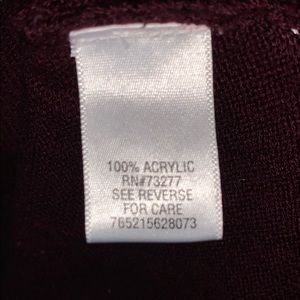 100% ACRYLIC
RN#73277
SEE REVERSE
FOR CARE
765215628073